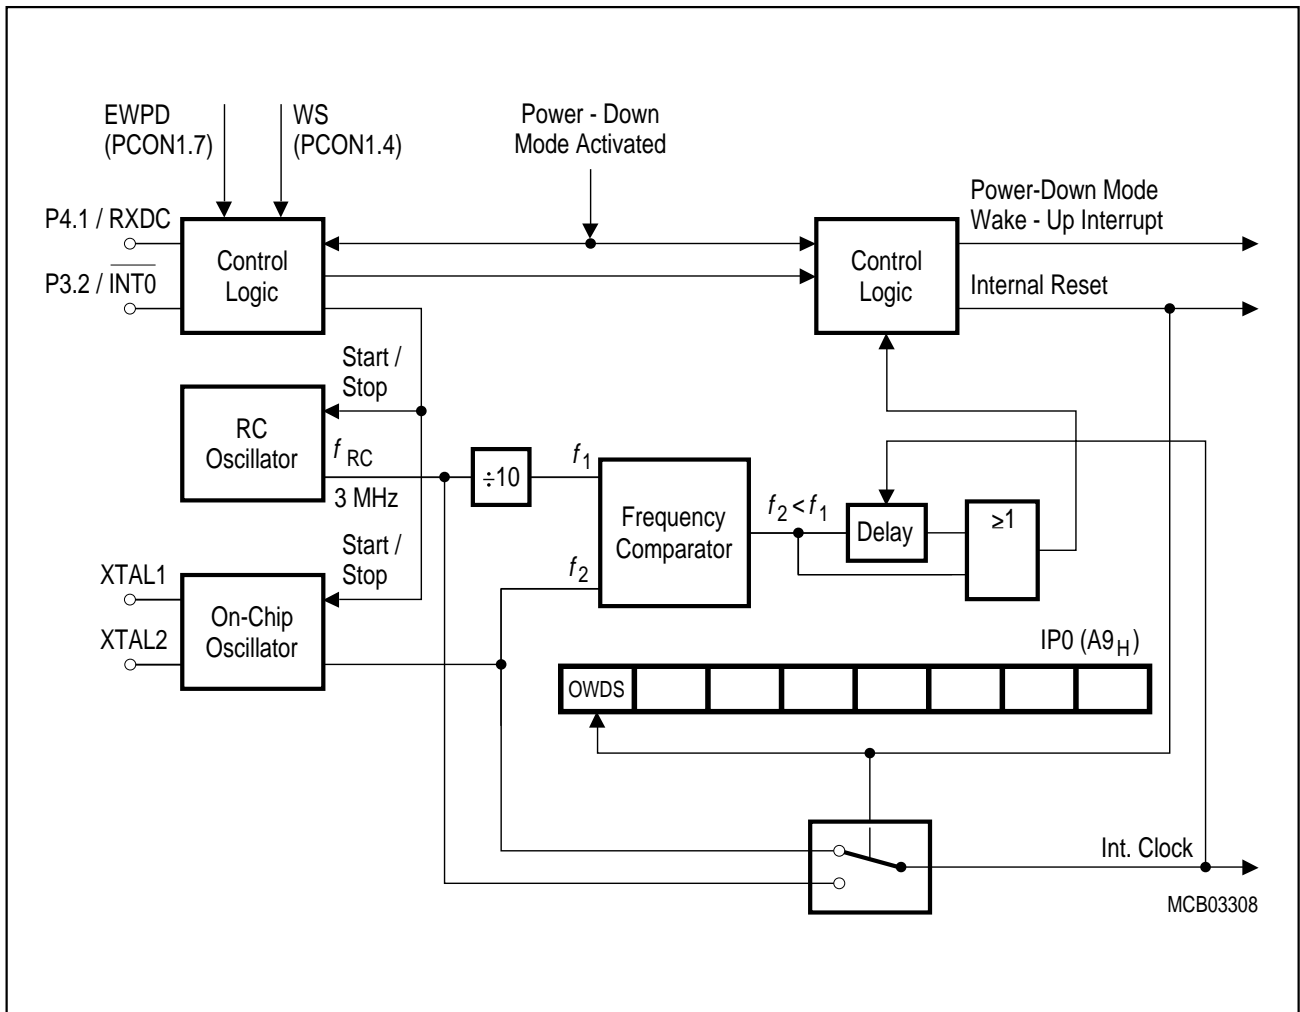 EWPD
(PCON1.7)
WS
(PCON1.4)
Power - Down
Mode Activated
P4.1 / RXDC
P3.2 / INT0
Control
Logic
Control
Logic
Power-Down Mode
Wake - Up Interrupt
Internal Reset
Start /
Stop
RC
Oscillator
f RC
3 MHz
÷10
f1
Frequency
Comparator
f2
f2 < f1
Delay
≥1
Start /
Stop
XTAL1
XTAL2
On-Chip
Oscillator
IP0 (A9H)
OWDS
Int. Clock
MCB03308